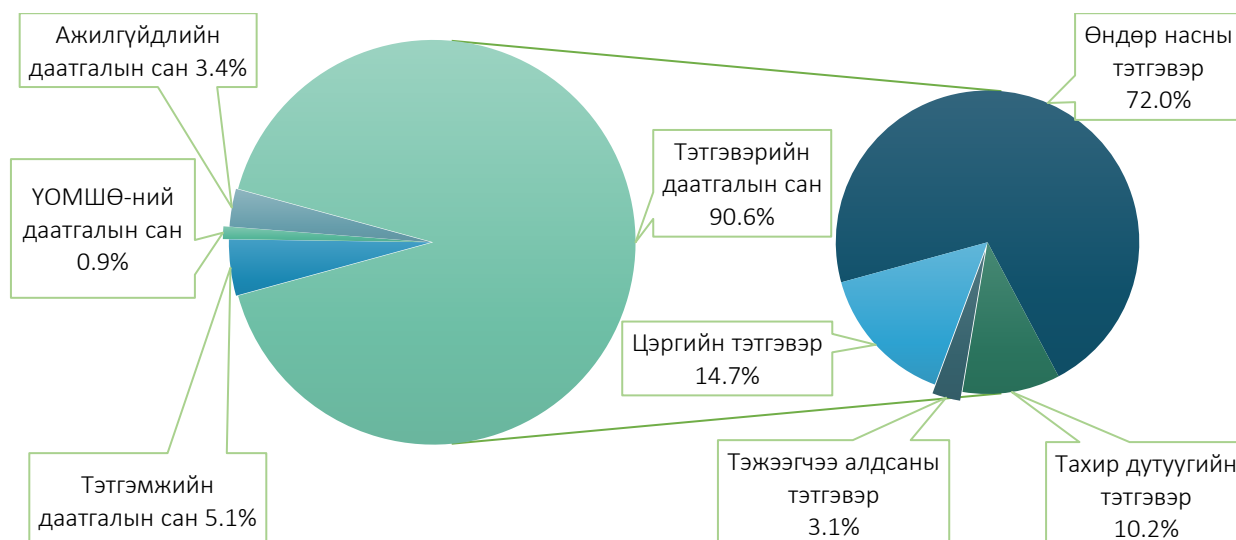 Ажилгүйдлийн
даатгалын сан 3.4%
ҮОМШӨ-ний
даатгалын сан
0.9%
Тэтгэмжийн
даатгалын сан 5.1%
Тэтгэвэрийн
даатгалын сан
90.6%
Өндөр насны
тэтгэвэр
72.0%
Цэргийн тэтгэвэр
14.7%
Тэжээгчээ алдсаны
тэтгэвэр
3.1%
Тахир дутуугийн
тэтгэвэр
10.2%